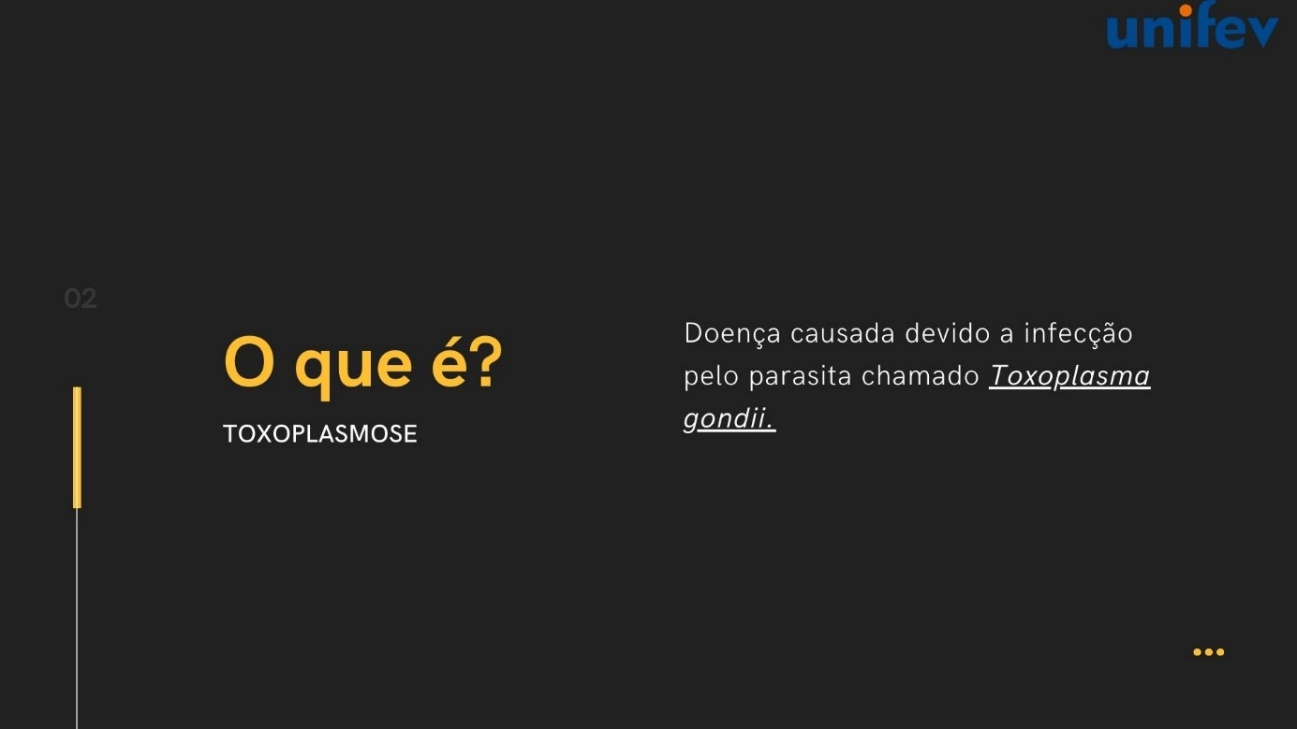 unifev
02
O que é?
TOXOPLASMOSE
Doença causada devido a infecção
pelo parasita chamado Toxoplasma
gondii.